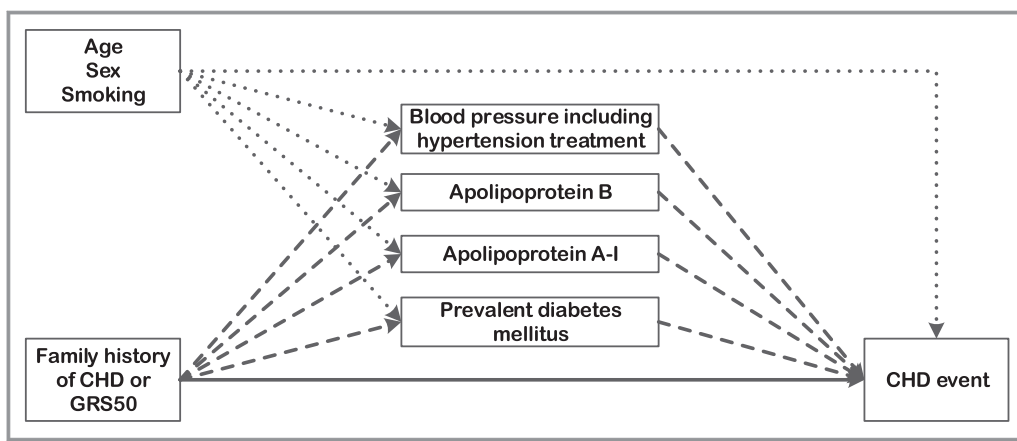 Age
Sex
Smoking
Blood pressure including
hypertension treatment
Apolipoprotein B
Apolipoprotein A-I
Prevalent diabetes
mellitus
Family history
of CHD or
GRS50
CHD event